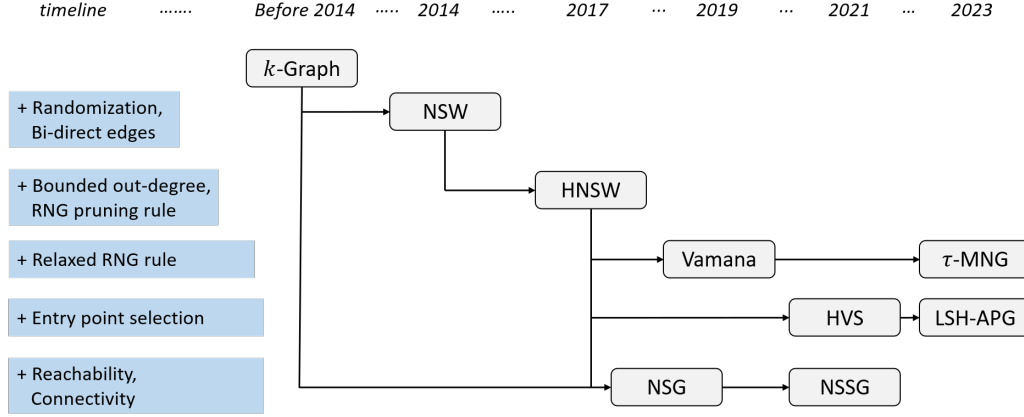 timeline ....... Before 2014 ..... 2014 ..... 2017 ... 2019 ... 2021 ... 2023
k-Graph
+ Randomization,
Bi-direct edges
NSW
+ Bounded out-degree,
RNG pruning rule
HNSW
+ Relaxed RNG rule
Vamana
τ-MNG
+ Entry point selection
HVS
LSH-APG
+ Reachability,
Connectivity
NSG
NSSG